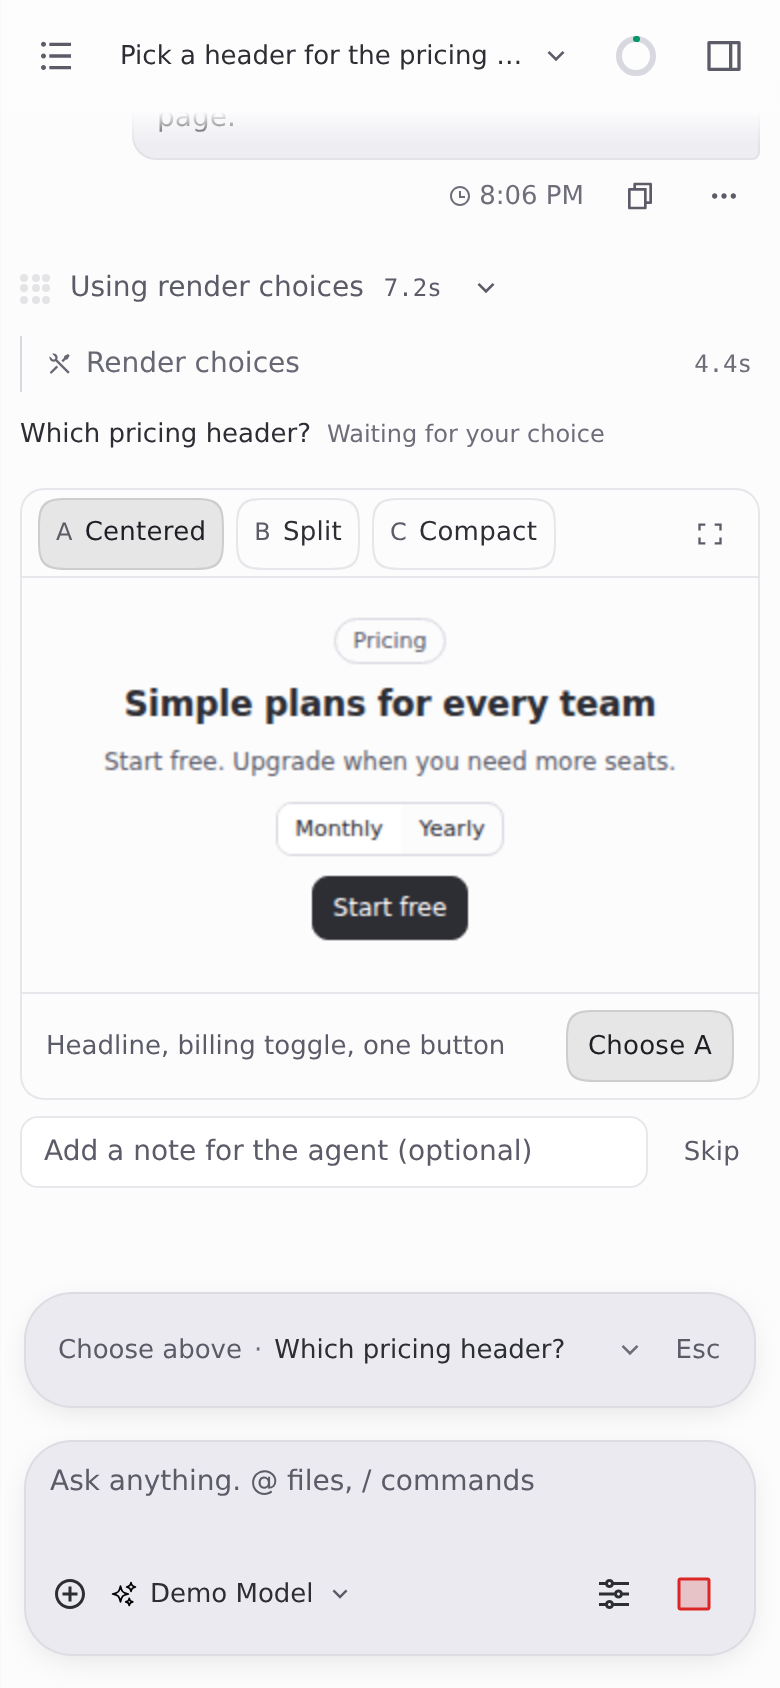 Pick a header for the pricing ...
page.
8:06 PM
Using render choices 7.2s
Render choices 4.4s
Which pricing header? Waiting for your choice
A Centered B Split C Compact
Pricing
Simple plans for every team
Start free. Upgrade when you need more seats.
Monthly Yearly
Start free
Headline, billing toggle, one button Choose A
Add a note for the agent (optional) Skip
Choose above · Which pricing header? Esc
Ask anything. @ files, / commands
Demo Model